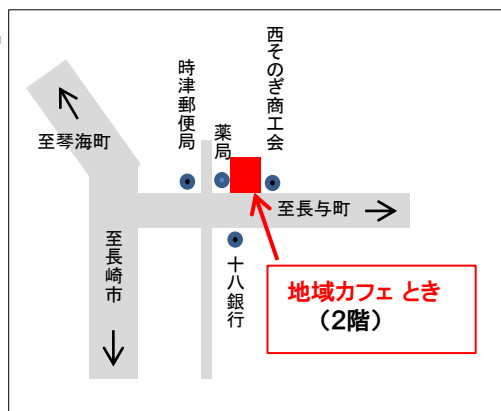 西そのぎ商工会
時津郵便局
薬局
至琴海町
至長与町
至長崎市
十八銀行
地域カフェ とき
（2階）